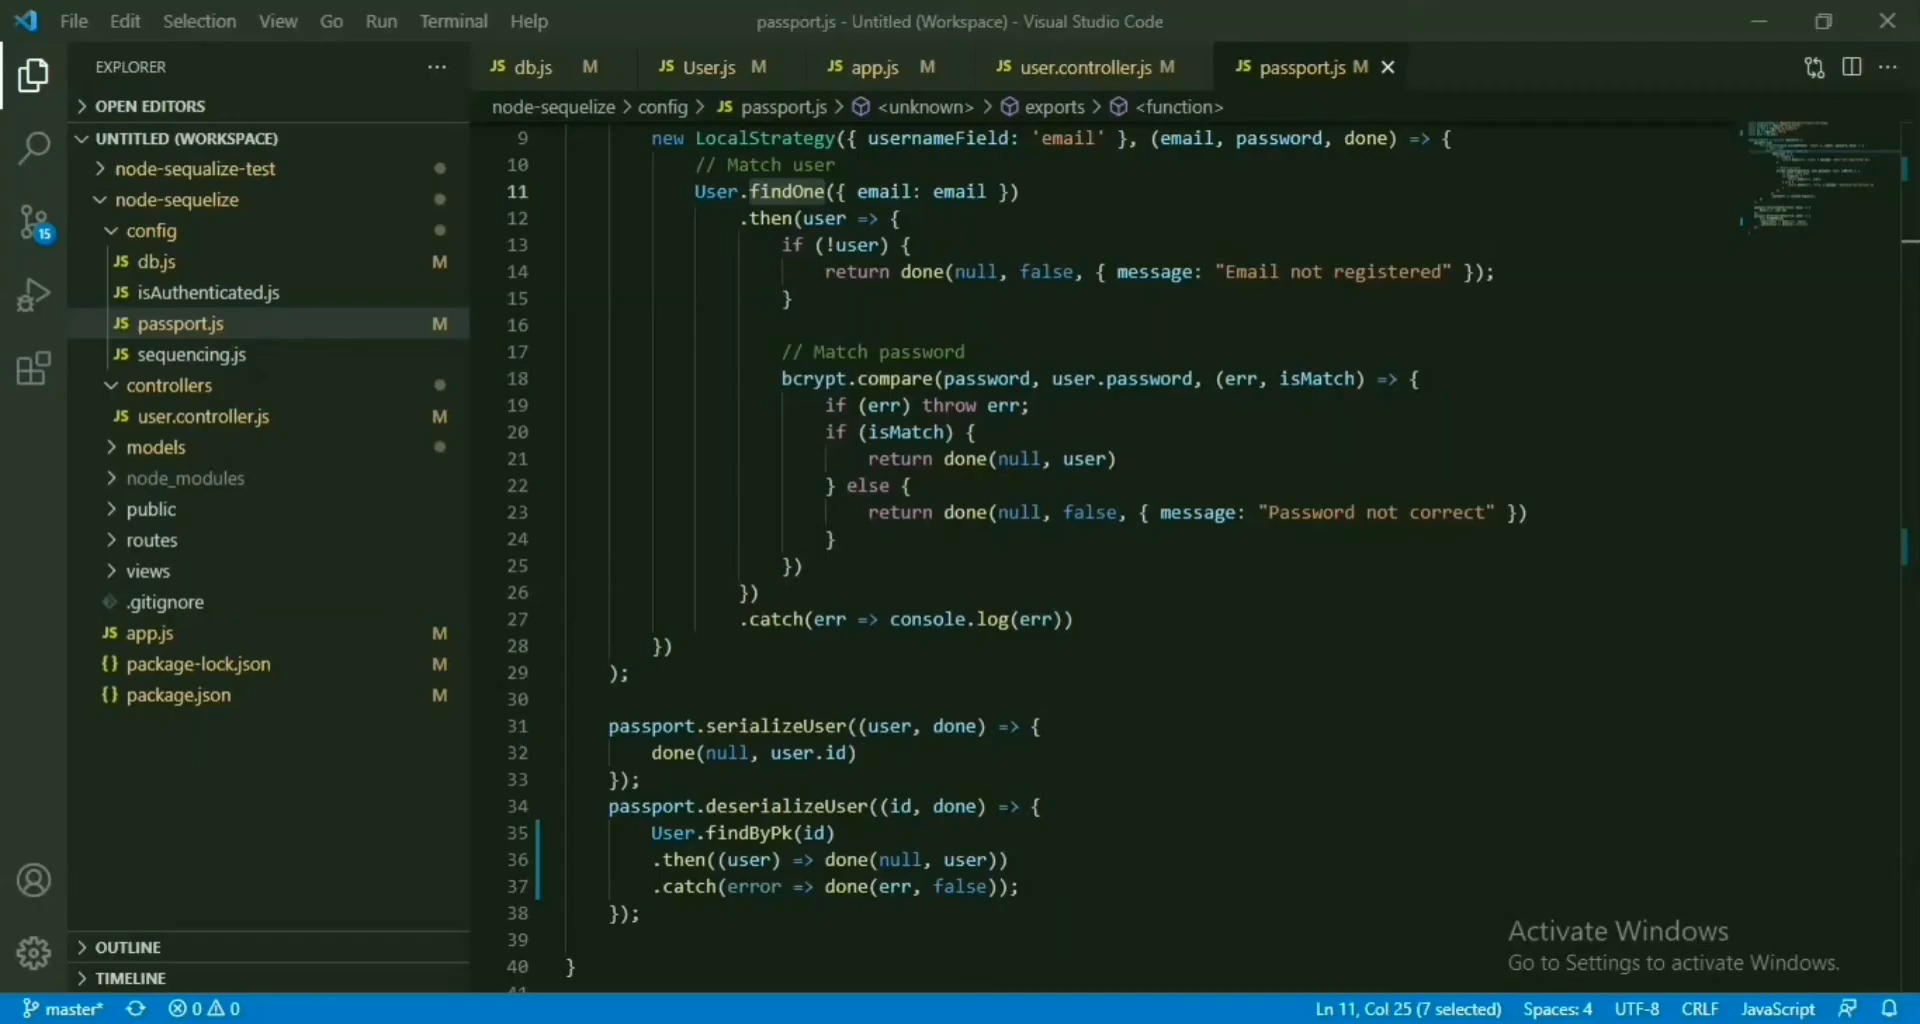 File Edit Selection View Go Run Terminal Help
passport.js - Untitled (Workspace) - Visual Studio Code
EXPLORER
OPEN EDITORS
UNTITLED (WORKSPACE)
node-sequalize-test
node-sequelize
config
JS db.js M
JS isAuthenticated.js
JS passport.js M
JS sequencing.js
controllers
JS user.controller.js M
models
node_modules
public
routes
views
.gitignore
JS app.js M
{} package-lock.json M
{} package.json M
OUTLINE
TIMELINE
15
JS db.js M JS User.js M JS app.js M JS user.controller.js M JS passport.js M
node-sequelize > config > JS passport.js > <unknown> > exports > <function>
9 new LocalStrategy({ usernameField: 'email' }, (email, password, done) => {
10 // Match user
11 User.findOne({ email: email })
12 .then(user => {
13 if (!user) {
14 return done(null, false, { message: "Email not registered" });
15 }
16
17 // Match password
18 bcrypt.compare(password, user.password, (err, isMatch) => {
19 if (err) throw err;
20 if (isMatch) {
21 return done(null, user)
22 } else {
23 return done(null, false, { message: "Password not correct" })
24 }
25 })
26 })
27 .catch(err => console.log(err))
28 })
29 );
30
31 passport.serializeUser((user, done) => {
32 done(null, user.id)
33 });
34 passport.deserializeUser((id, done) => {
35 User.findByPk(id)
36 .then((user) => done(null, user))
37 .catch(error => done(err, false));
38 });
39
40 }
Activate Windows
Go to Settings to activate Windows.
master* 0 0 Ln 11, Col 25 (7 selected) Spaces: 4 UTF-8 CRLF JavaScript